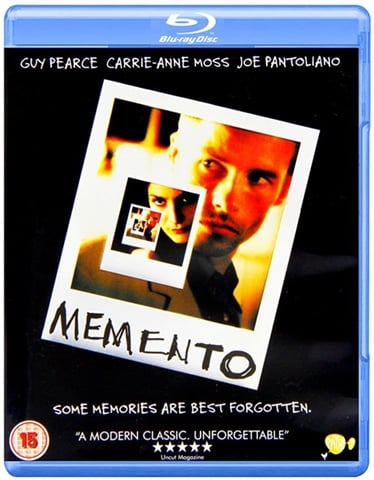 Blu-ray Disc
GUY PEARCE CARRIE-ANNE MOSS JOE PANTOLIANO
MEMENTO
SOME MEMORIES ARE BEST FORGOTTEN.
15
"A MODERN CLASSIC. UNFORGETTABLE"
★★★★★
Uncut Magazine